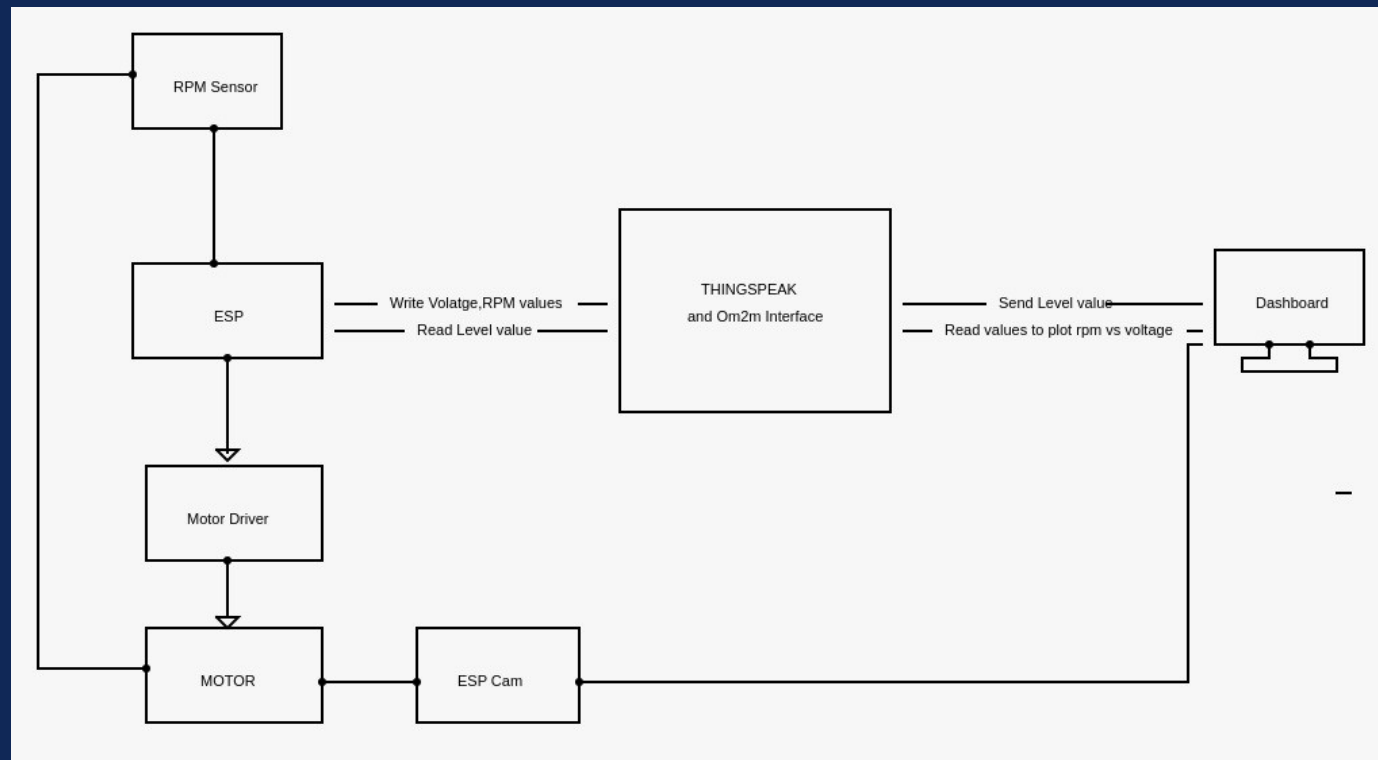 RPM Sensor
THINGSPEAK
and Om2m Interface
ESP
Write Volatge,RPM values
Read Level value
Send Level value
Read values to plot rpm vs voltage
Dashboard
Motor Driver
MOTOR
ESP Cam